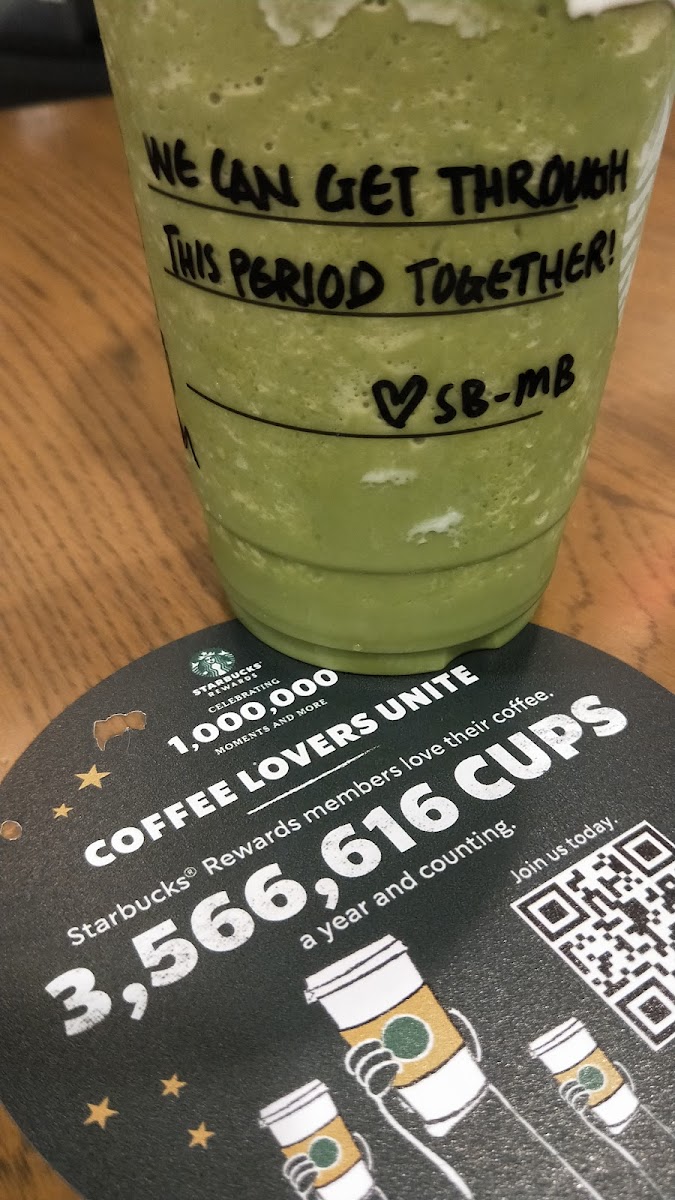 WE CAN GET THROUGH
THIS PERIOD TOGETHER!
♡ SB-MB
STARBUCKS®
REWARDS
CELEBRATING
1,000,000
MOMENTS AND MORE
COFFEE LOVERS UNITE
Starbucks® Rewards members love their coffee.
3,566,616 CUPS
a year and counting.
Join us today.